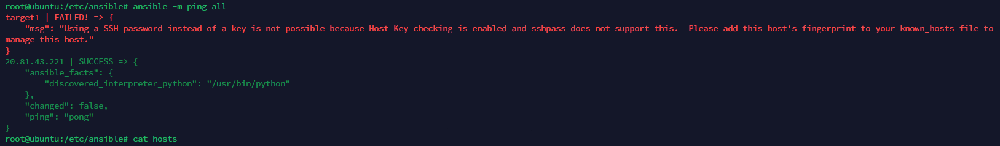 root@ubuntu:/etc/ansible# ansible -m ping all
target1 | FAILED! => {
    "msg": "Using a SSH password instead of a key is not possible because Host Key checking is enabled and sshpass does not support this.  Please add this host's fingerprint to your known_hosts file to
manage this host."
}
20.81.43.221 | SUCCESS => {
    "ansible_facts": {
        "discovered_interpreter_python": "/usr/bin/python"
    },
    "changed": false,
    "ping": "pong"
}
root@ubuntu:/etc/ansible# cat hosts